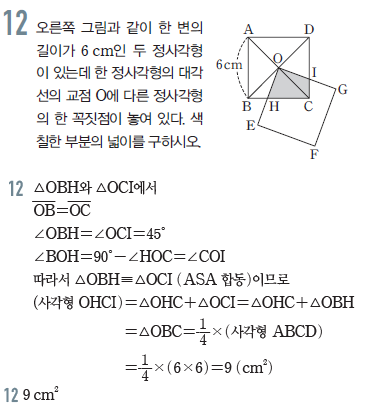 12 오른쪽 그림과 같이 한 변의
길이가 6 cm인 두 정사각형
이 있는데 한 정사각형의 대각
선의 교점 O에 다른 정사각형
의 한 꼭짓점이 놓여 있다. 색
칠한 부분의 넓이를 구하시오.
A D
6cm O
I
G
B H C
E
F
12 △OBH와 △OCI에서
\overline{OB}=\overline{OC}
∠OBH=∠OCI=45°
∠BOH=90°-∠HOC=∠COI
따라서 △OBH≡△OCI (ASA 합동)이므로
(사각형 OHCI)=△OHC+△OCI=△OHC+△OBH
=△OBC=\frac{1}{4}×(사각형 ABCD)
=\frac{1}{4}×(6×6)=9 (cm²)
12 9 cm²